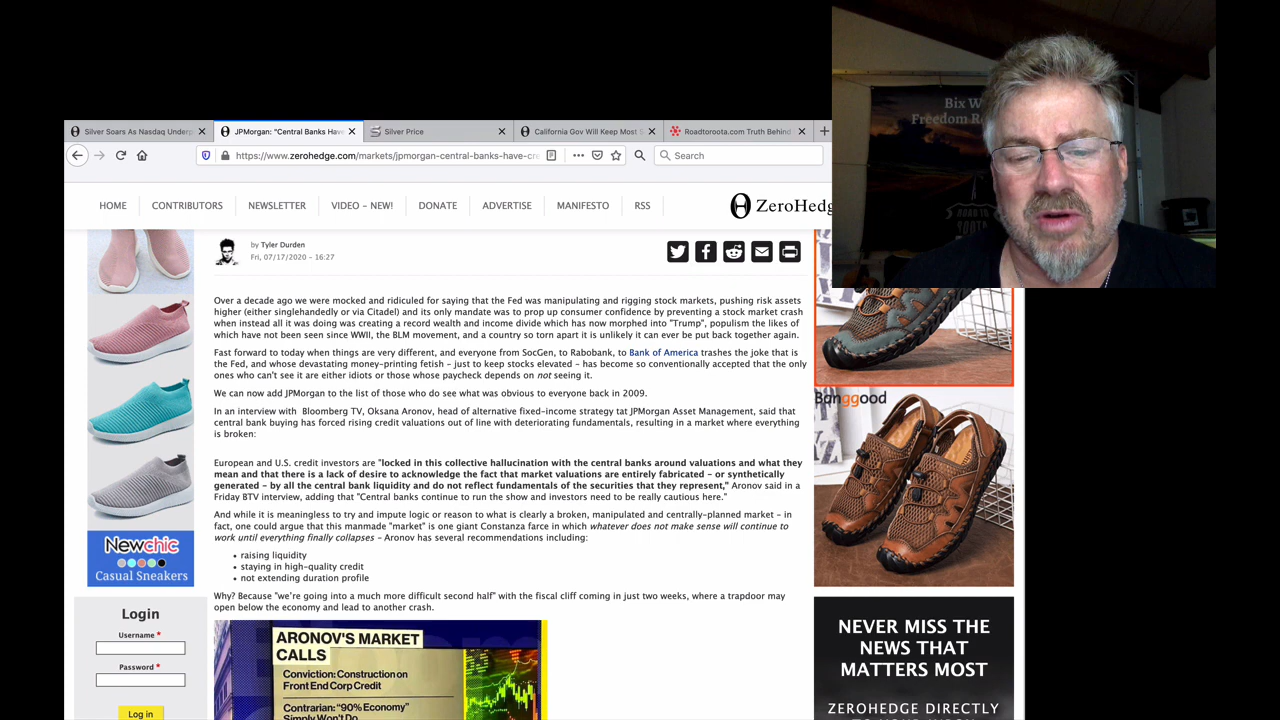 Bix W
Freedom R
Silver Soars As Nasdaq Underp
JPMorgan: "Central Banks Have
Silver Price
California Gov Will Keep Most S
Roadtoroota.com Truth Behind
https://www.zerohedge.com/markets/jpmorgan-central-banks-have-cre
Search
HOME
CONTRIBUTORS
NEWSLETTER
VIDEO – NEW!
DONATE
ADVERTISE
MANIFESTO
RSS
ZeroHedg
by Tyler Durden
Fri, 07/17/2020 - 16:27
Over a decade ago we were mocked and ridiculed for saying that the Fed was manipulating and rigging stock markets, pushing risk assets
higher (either singlehandedly or via Citadel) and its only mandate was to prop up consumer confidence by preventing a stock market crash
when instead all it was doing was creating a record wealth and income divide which has now morphed into "Trump", populism the likes of
which have not been seen since WWII, the BLM movement, and a country so torn apart it is unlikely it can ever be put back together again.
Fast forward to today when things are very different, and everyone from SocGen, to Rabobank, to Bank of America trashes the joke that is
the Fed, and whose devastating money-printing fetish – just to keep stocks elevated – has become so conventionally accepted that the only
ones who can't see it are either idiots or those whose paycheck depends on not seeing it.
We can now add JPMorgan to the list of those who do see what was obvious to everyone back in 2009.
In an interview with Bloomberg TV, Oksana Aronov, head of alternative fixed-income strategy tat JPMorgan Asset Management, said that
central bank buying has forced rising credit valuations out of line with deteriorating fundamentals, resulting in a market where everything
is broken:
European and U.S. credit investors are "locked in this collective hallucination with the central banks around valuations and what they
mean and that there is a lack of desire to acknowledge the fact that market valuations are entirely fabricated – or synthetically
generated – by all the central bank liquidity and do not reflect fundamentals of the securities that they represent," Aronov said in a
Friday BTV interview, adding that "Central banks continue to run the show and investors need to be really cautious here."
And while it is meaningless to try and impute logic or reason to what is clearly a broken, manipulated and centrally-planned market – in
fact, one could argue that this manmade "market" is one giant Constanza farce in which whatever does not make sense will continue to
work until everything finally collapses – Aronov has several recommendations including:
• raising liquidity
• staying in high-quality credit
• not extending duration profile
Why? Because "we're going into a much more difficult second half" with the fiscal cliff coming in just two weeks, where a trapdoor may
open below the economy and lead to another crash.
ARONOV'S MARKET
CALLS
Conviction: Construction on
Front End Corp Credit
Contrarian: "90% Economy"
Simply Won't Do
Newchic
Casual Sneakers
Login
Username *
Password *
Log in
Banggood
NEVER MISS THE
NEWS THAT
MATTERS MOST
ZEROHEDGE DIRECTLY